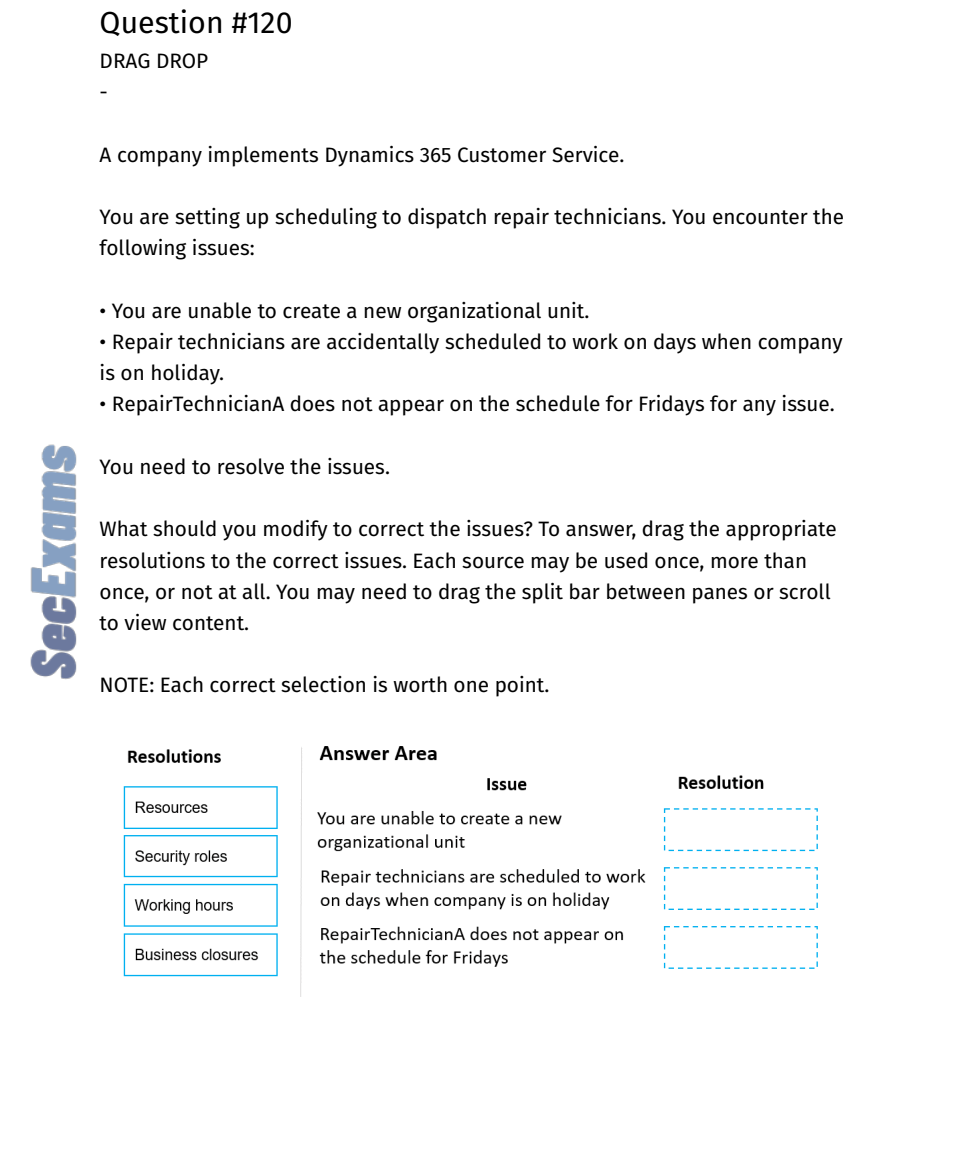 Question #120
DRAG DROP
-
A company implements Dynamics 365 Customer Service.
You are setting up scheduling to dispatch repair technicians. You encounter the
following issues:
• You are unable to create a new organizational unit.
• Repair technicians are accidentally scheduled to work on days when company
is on holiday.
• RepairTechnicianA does not appear on the schedule for Fridays for any issue.
You need to resolve the issues.
What should you modify to correct the issues? To answer, drag the appropriate
resolutions to the correct issues. Each source may be used once, more than
once, or not at all. You may need to drag the split bar between panes or scroll
to view content.
NOTE: Each correct selection is worth one point.
SecExams
Resolutions
Resources
Security roles
Working hours
Business closures
Answer Area
Issue
Resolution
You are unable to create a new
organizational unit
Repair technicians are scheduled to work
on days when company is on holiday
RepairTechnicianA does not appear on
the schedule for Fridays